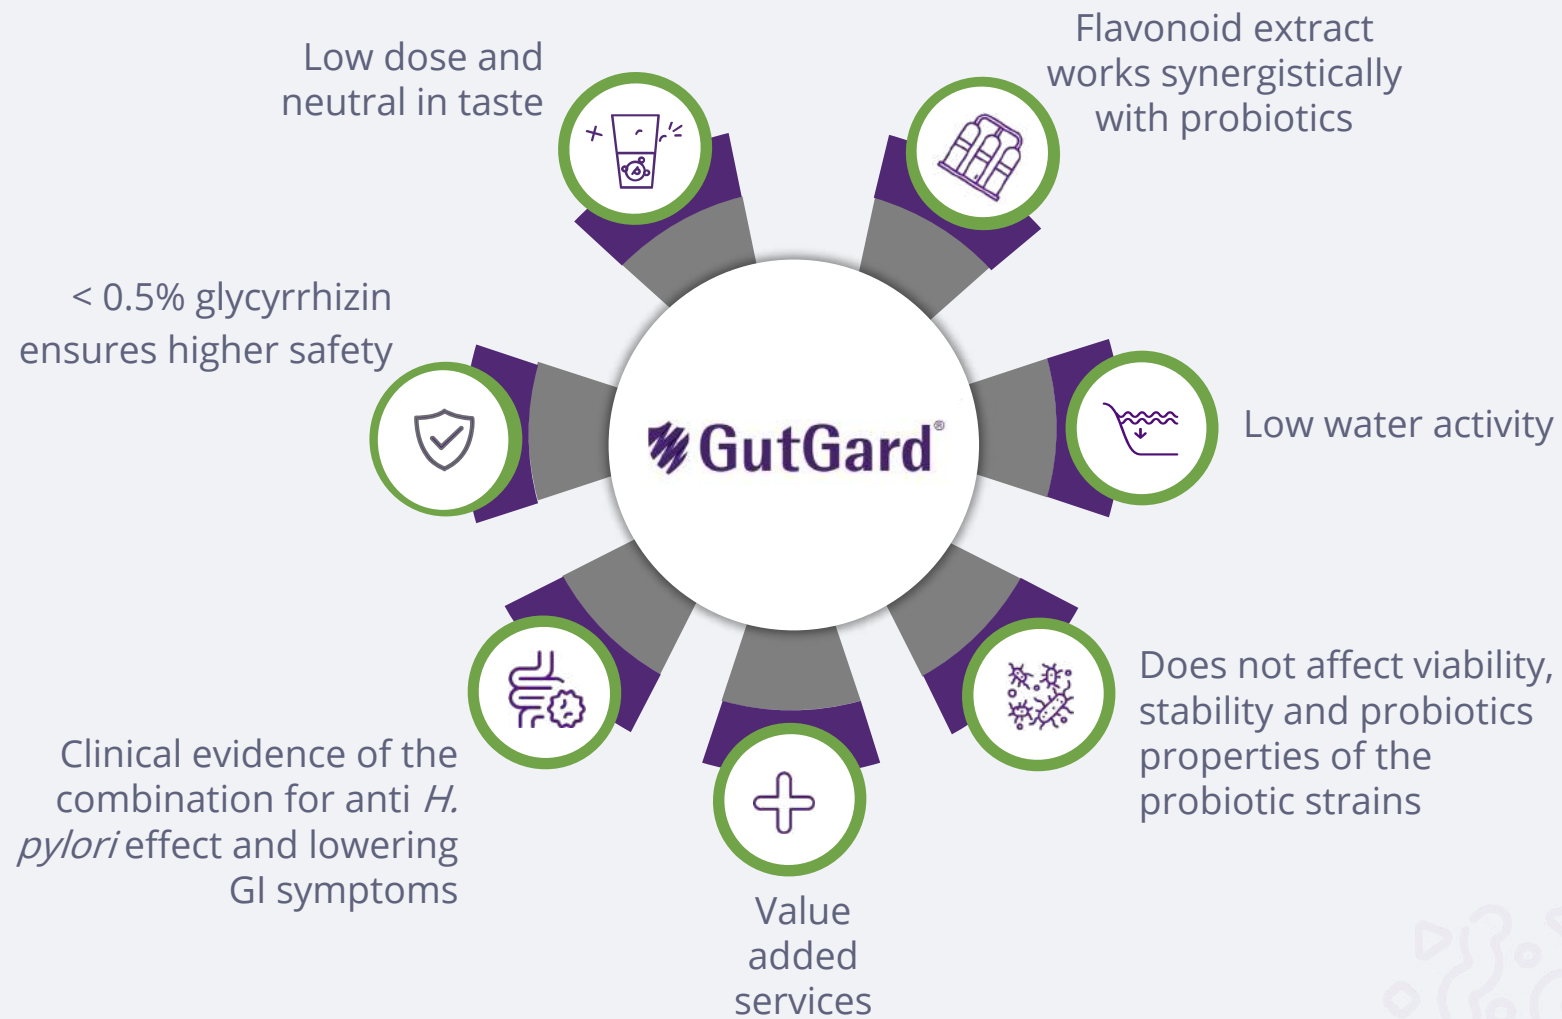 Low dose and
neutral in taste
Flavonoid extract
works synergistically
with probiotics
< 0.5% glycyrrhizin
ensures higher safety
GutGard®
Low water activity
Does not affect viability,
stability and probiotics
properties of the
probiotic strains
Clinical evidence of the
combination for anti H.
pylori effect and lowering
GI symptoms
Value
added
services